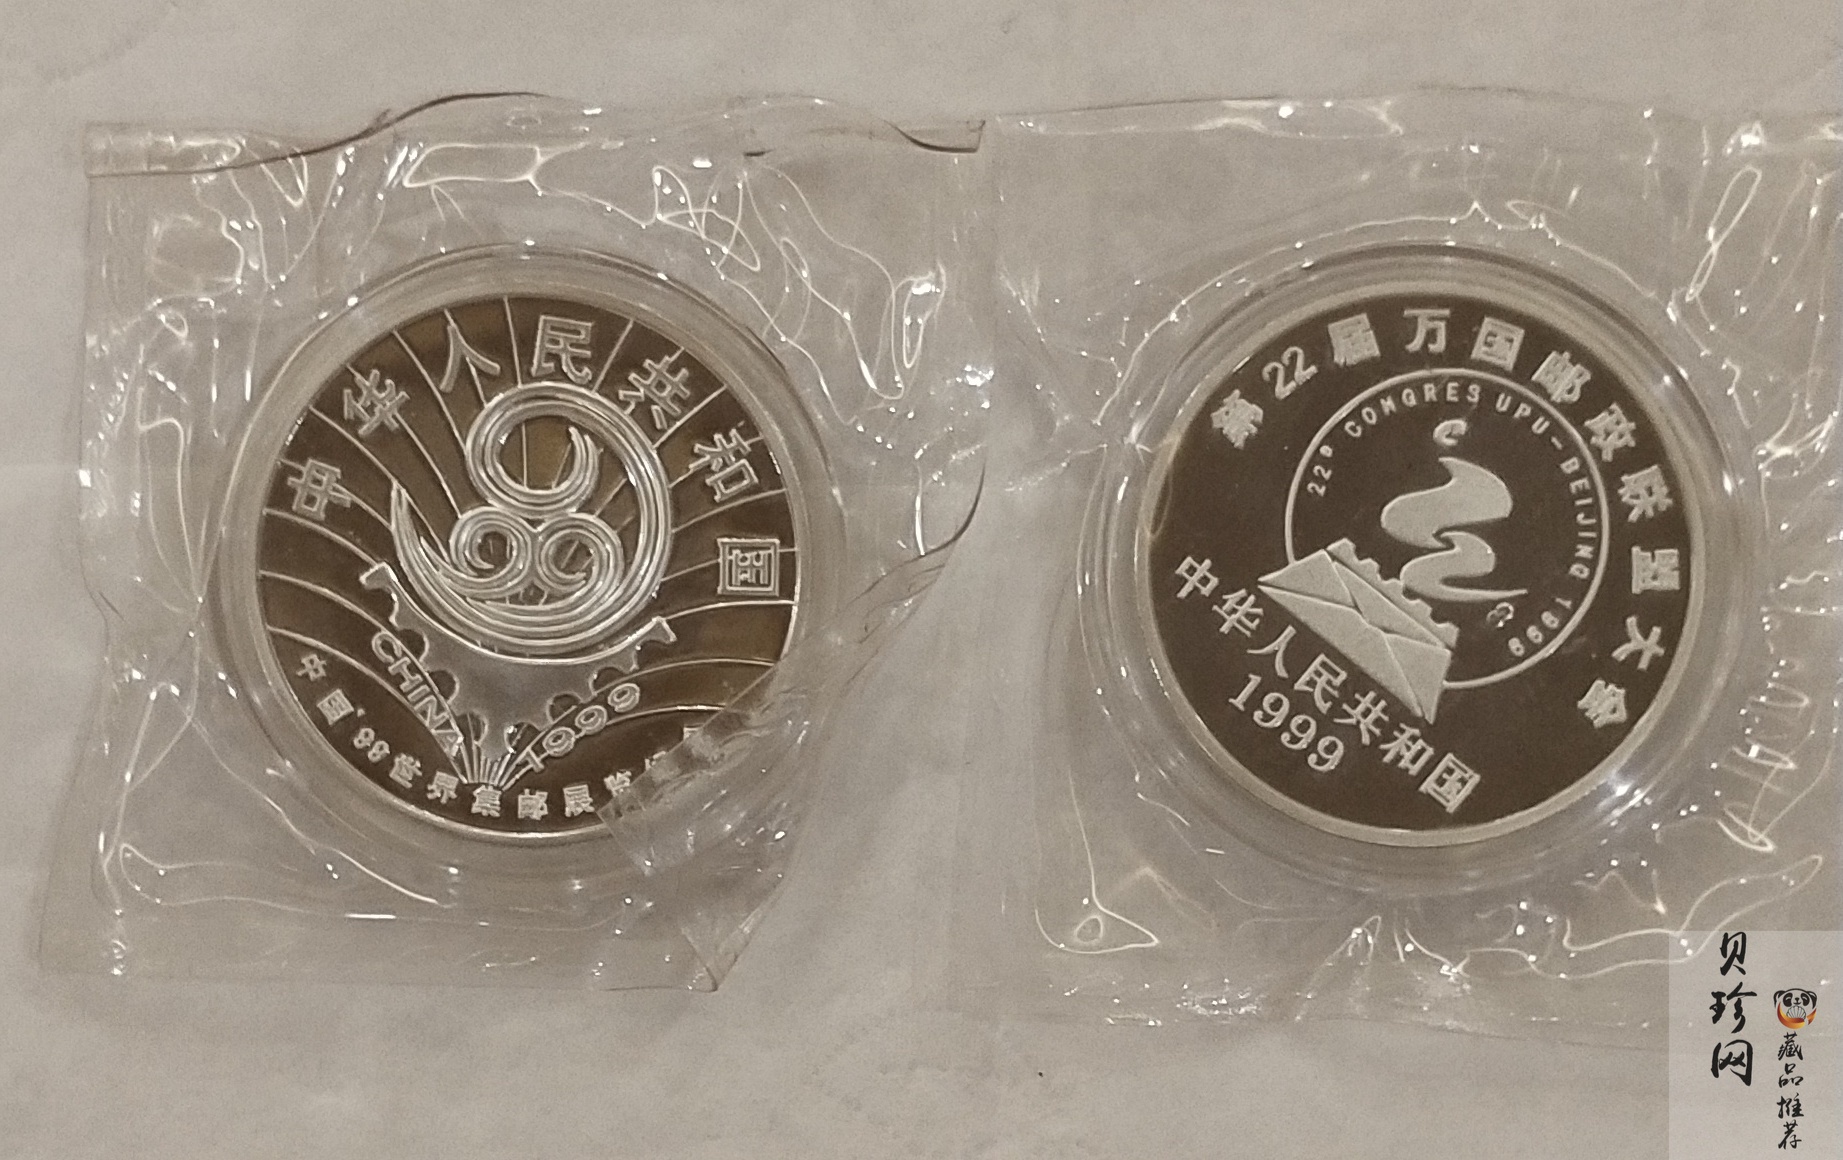 中华人民共和国
CHINA
1999
中国'99世界集邮展览
第22届万国邮政联盟大会
22e CONGRES UPU-BEIJING 1999
中华人民共和国
1999
贝珍网
藏品推荐